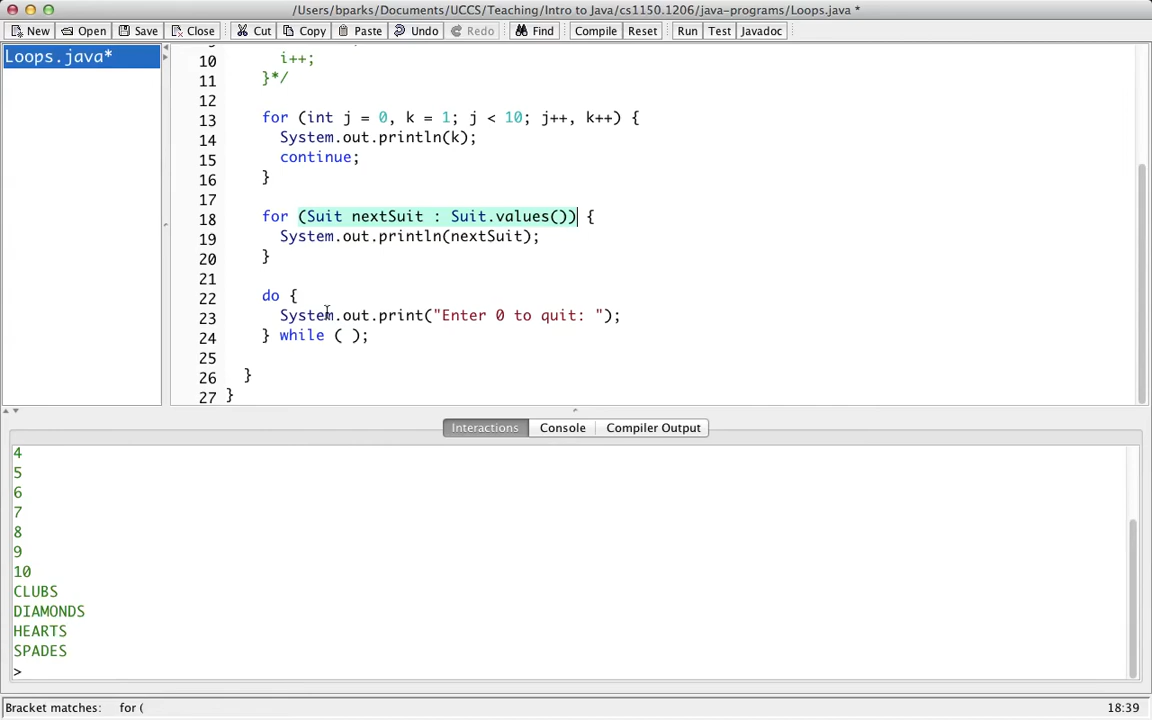 /Users/bparks/Documents/UCCS/Teaching/Intro to Java/cs1150.1206/java-programs/Loops.java *
New Open Save Close Cut Copy Paste Undo Redo Find Compile Reset Run Test Javadoc
Loops.java*
10 i++;
11 }*/
12
13 for (int j = 0, k = 1; j < 10; j++, k++) {
14 System.out.println(k);
15 continue;
16 }
17
18 for (Suit nextSuit : Suit.values()) {
19 System.out.println(nextSuit);
20 }
21
22 do {
23 System.out.print("Enter 0 to quit: ");
24 } while ( );
25
26 }
27 }
Interactions Console Compiler Output
4
5
6
7
8
9
10
CLUBS
DIAMONDS
HEARTS
SPADES
>
Bracket matches: for ( 18:39